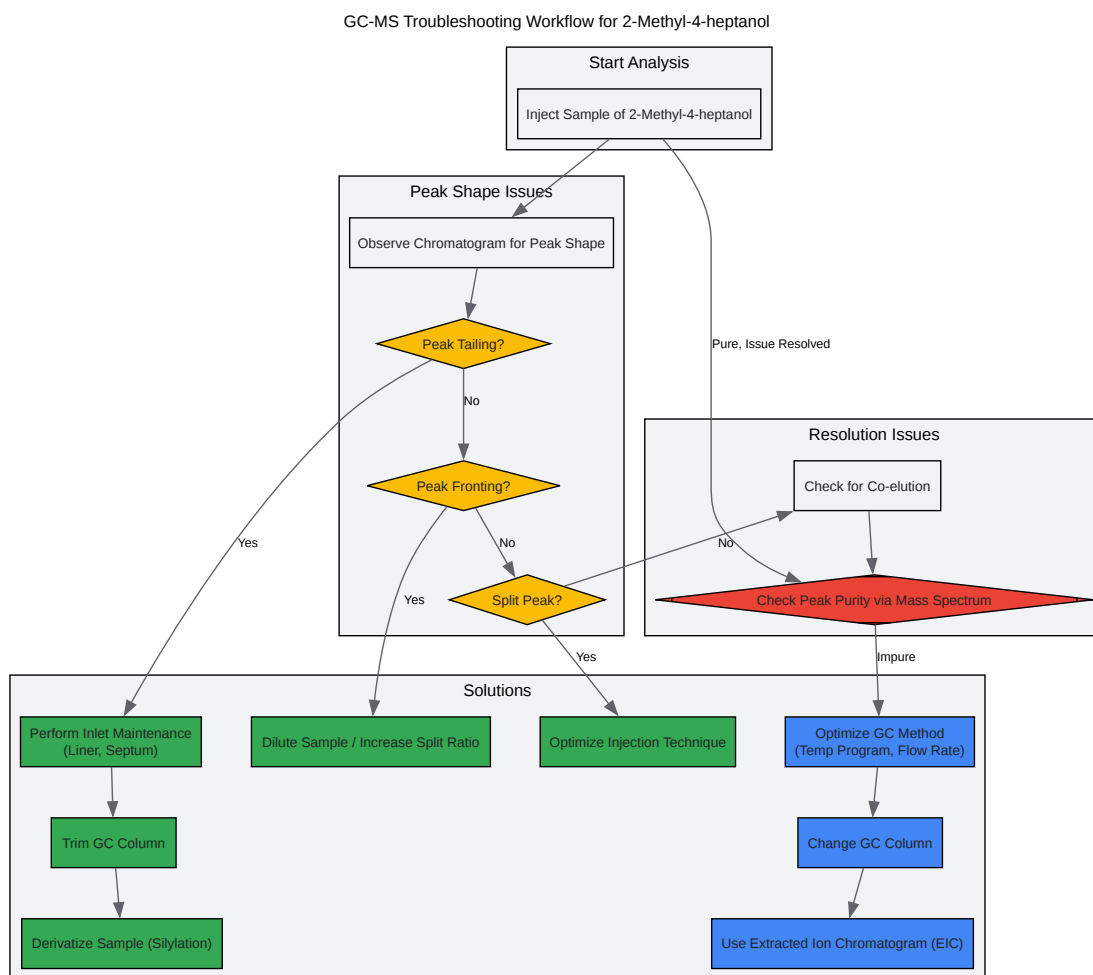 GC-MS Troubleshooting Workflow for 2-Methyl-4-heptanol
Start Analysis
Inject Sample of 2-Methyl-4-heptanol
Peak Shape Issues
Observe Chromatogram for Peak Shape
Peak Tailing?
Pure, Issue Resolved
No
Resolution Issues
Peak Fronting?
Check for Co-elution
Yes
No
No
Split Peak?
Yes
Check Peak Purity via Mass Spectrum
Yes
Impure
Solutions
Perform Inlet Maintenance
(Liner, Septum)
Dilute Sample / Increase Split Ratio
Optimize Injection Technique
Optimize GC Method
(Temp Program, Flow Rate)
Trim GC Column
Change GC Column
Derivatize Sample (Silylation)
Use Extracted Ion Chromatogram (EIC)